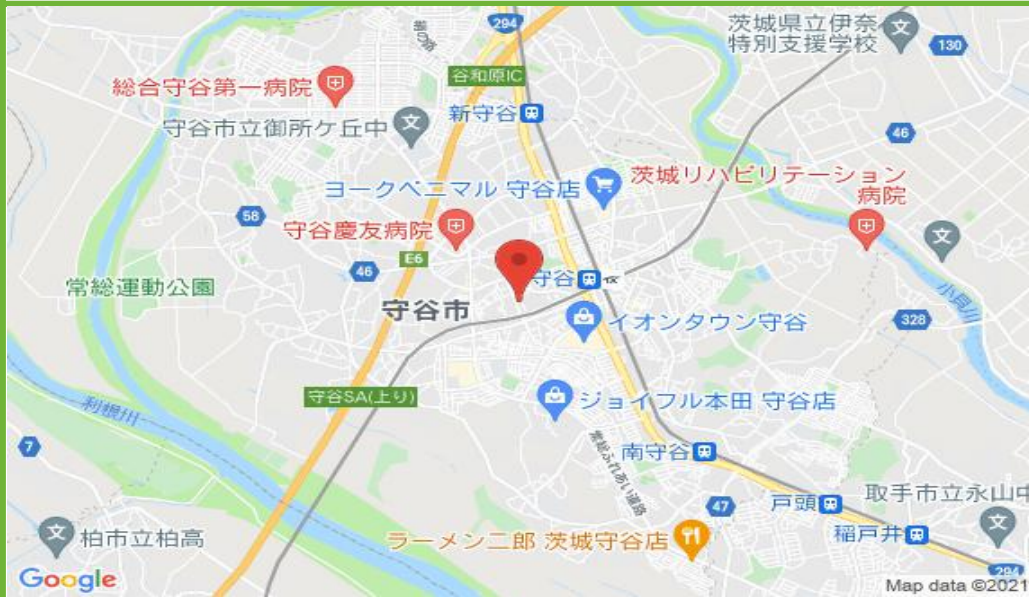 294
茨城県立伊奈
特別支援学校
130
谷和原IC
総合守谷第一病院
新守谷
守谷市立御所ケ丘中
46
ヨークベニマル 守谷店
茨城リハビリテーション
病院
58
守谷慶友病院
E6
46
守谷
常総運動公園
小貝川
守谷市
イオンタウン守谷
328
守谷SA(上り)
ジョイフル本田 守谷店
利根川
7
常総ふれあい道路
南守谷
47
戸頭
取手市立永山中
柏市立柏高
ラーメン二郎 茨城守谷店
稲戸井
294
Google
Map data ©2021